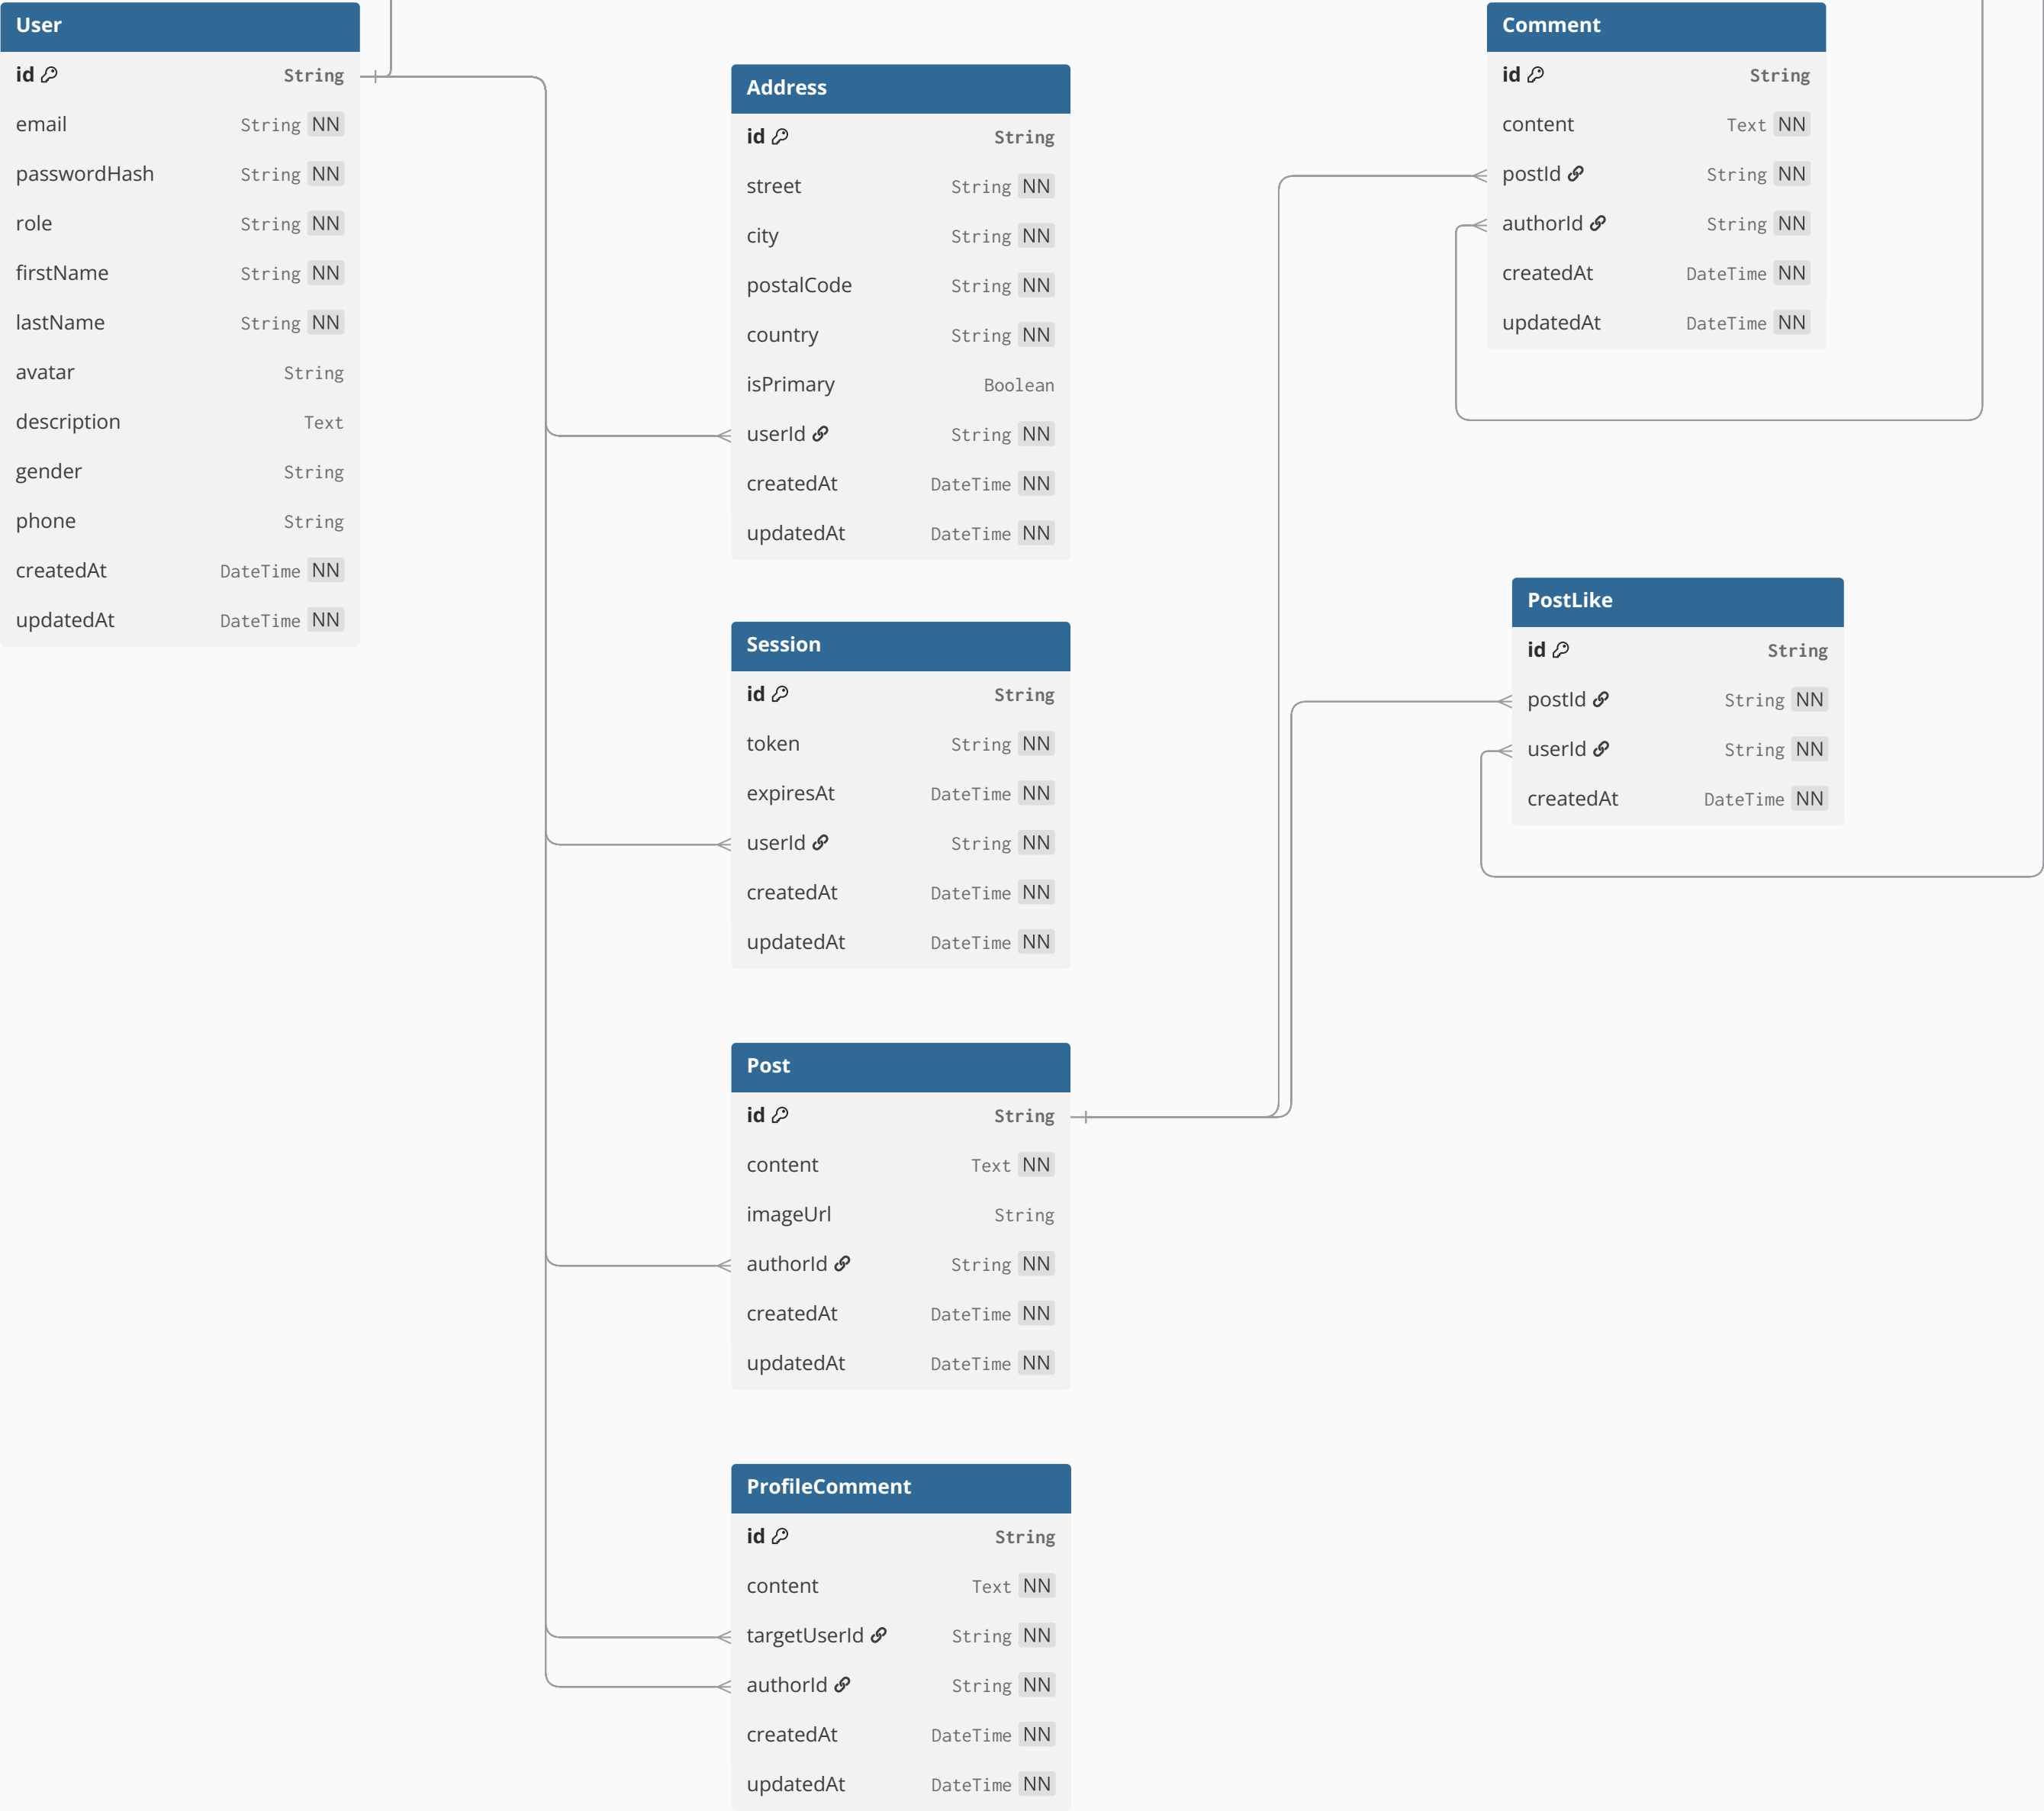 User
id String
email String NN
passwordHash String NN
role String NN
firstName String NN
lastName String NN
avatar String
description Text
gender String
phone String
createdAt DateTime NN
updatedAt DateTime NN
Address
id String
street String NN
city String NN
postalCode String NN
country String NN
isPrimary Boolean
userId String NN
createdAt DateTime NN
updatedAt DateTime NN
Session
id String
token String NN
expiresAt DateTime NN
userId String NN
createdAt DateTime NN
updatedAt DateTime NN
Post
id String
content Text NN
imageUrl String
authorId String NN
createdAt DateTime NN
updatedAt DateTime NN
ProfileComment
id String
content Text NN
targetUserId String NN
authorId String NN
createdAt DateTime NN
updatedAt DateTime NN
Comment
id String
content Text NN
postId String NN
authorId String NN
createdAt DateTime NN
updatedAt DateTime NN
PostLike
id String
postId String NN
userId String NN
createdAt DateTime NN